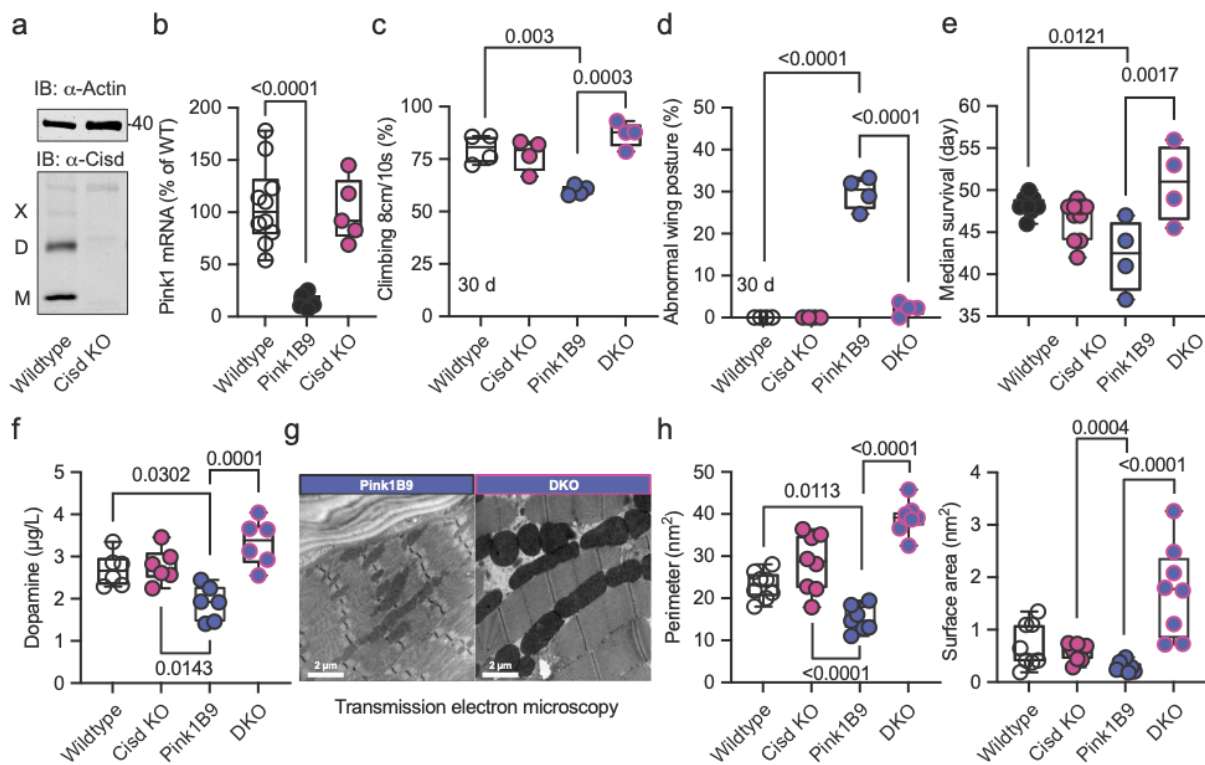 a
IB: α-Actin
-40
IB: α-Cisd
X
D
M
Wildtype
Cisd KO
b
<0.0001
Pink1 mRNA (% of WT)
200
150
100
50
0
Wildtype
Pink1B9
Cisd KO
c
0.003
0.0003
Climbing 8cm/10s (%)
100
75
50
25
0
30 d
Wildtype
Cisd KO
Pink1B9
DKO
d
<0.0001
<0.0001
Abnormal wing posture (%)
50
40
30
20
10
0
30 d
Wildtype
Cisd KO
Pink1B9
DKO
e
0.0121
0.0017
Median survival (day)
60
55
50
45
40
35
Wildtype
Cisd KO
Pink1B9
DKO
f
0.0001
0.0302
0.0143
Dopamine (µg/L)
5
4
3
2
1
0
Wildtype
Cisd KO
Pink1B9
DKO
g
Pink1B9
DKO
2 µm
2 µm
Transmission electron microscopy
h
<0.0001
0.0113
<0.0001
Perimeter (nm²)
50
40
30
20
10
0
Wildtype
Cisd KO
Pink1B9
DKO
0.0004
<0.0001
Surface area (nm²)
4
3
2
1
0
Wildtype
Cisd KO
Pink1B9
DKO